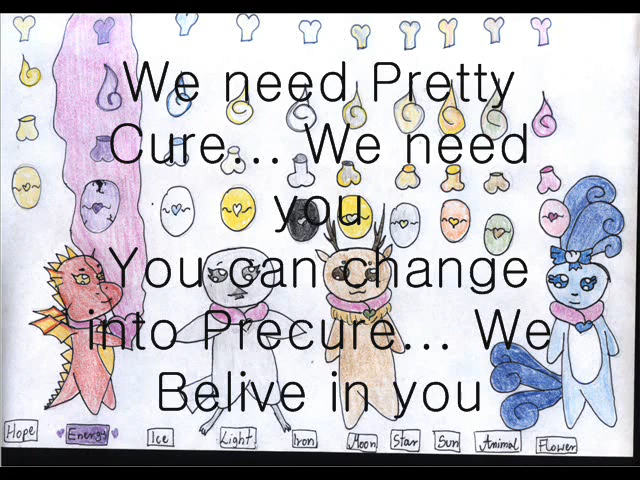 We need Pretty
Cure... We need
you
You can change
into Precure... We
Belive in you
Hope Energy Ice Light Iron Moon Star Sun Animal Flower